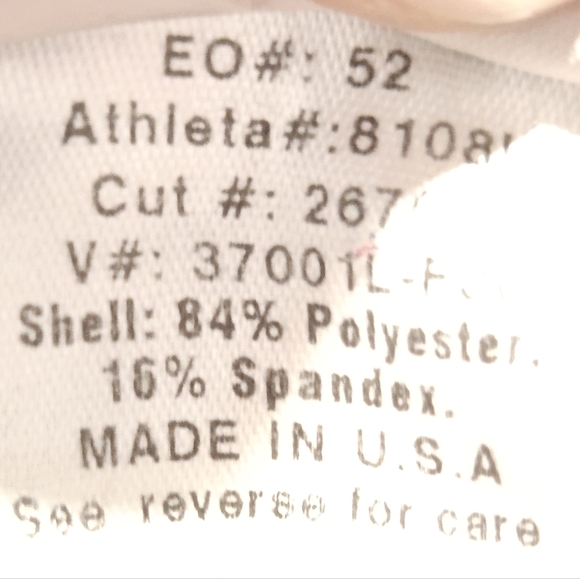 EO#: 52
Athleta#:8108
Cut #: 267
V#: 37001L-F
Shell: 84% Polyester.
16% Spandex.
MADE IN U.S.A
See reverse for care